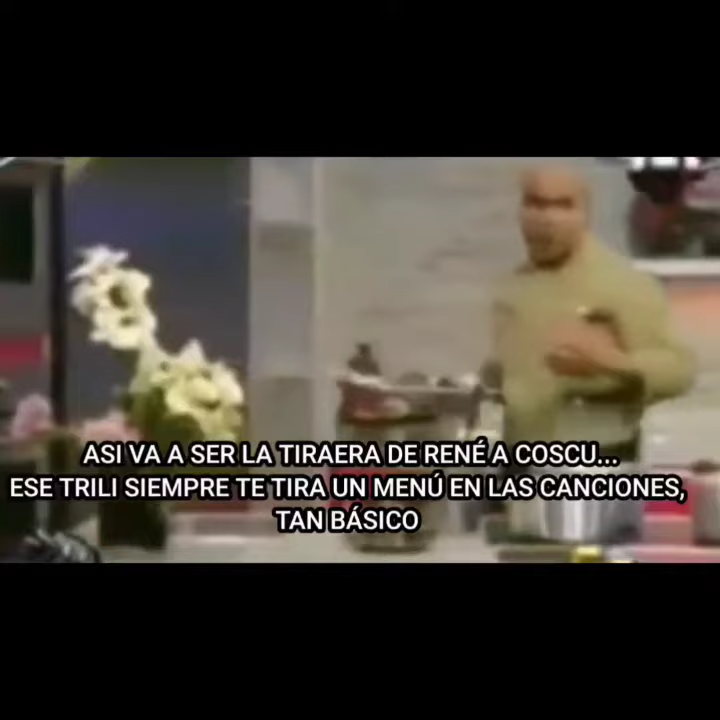 ASI VA A SER LA TIRAERA DE RENÉ A COSCU...
ESE TRILI SIEMPRE TE TIRA UN MENÚ EN LAS CANCIONES,
TAN BÁSICO